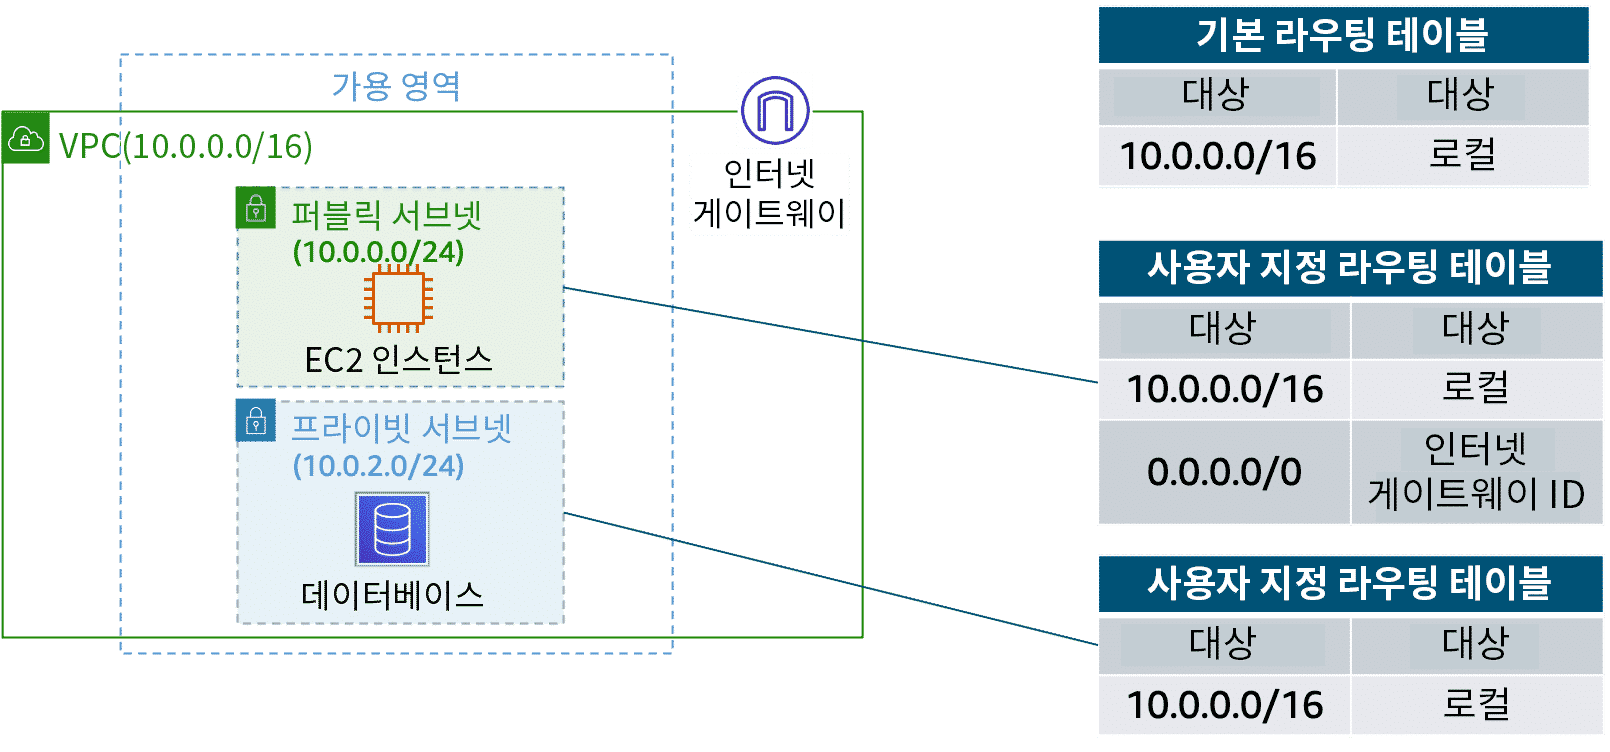 가용 영역
VPC(10.0.0.0/16)
인터넷
게이트웨이
퍼블릭 서브넷
(10.0.0.0/24)
EC2 인스턴스
프라이빗 서브넷
(10.0.2.0/24)
데이터베이스
기본 라우팅 테이블
대상 대상
10.0.0.0/16 로컬
사용자 지정 라우팅 테이블
대상 대상
10.0.0.0/16 로컬
0.0.0.0/0 인터넷
게이트웨이 ID
사용자 지정 라우팅 테이블
대상 대상
10.0.0.0/16 로컬